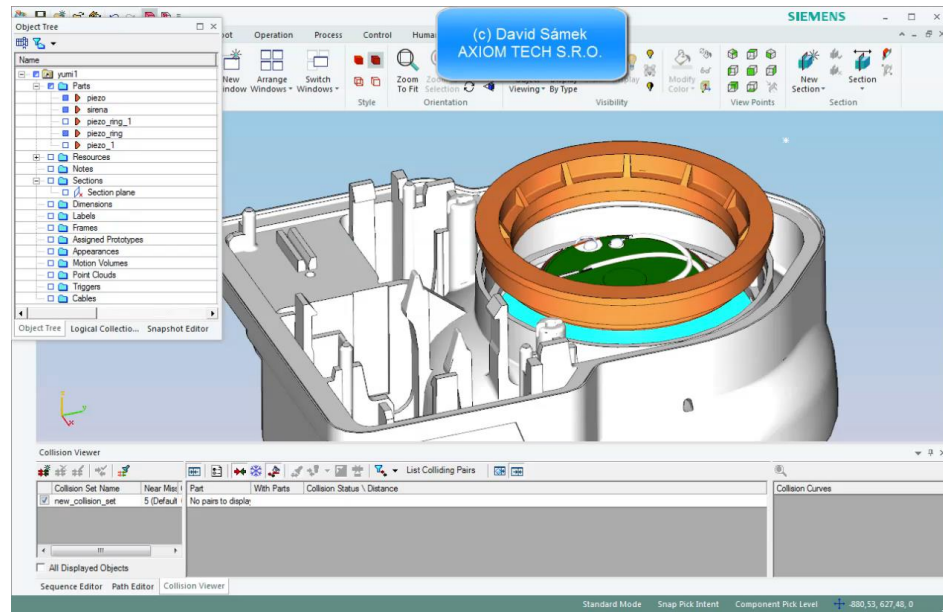 SIEMENS
(c) David Sámek
AXIOM TECH S.R.O.
Object Tree
Operation
Process
Control
Name
yumi1
Parts
piezo
sirena
piezo_ring_1
piezo_ring
piezo_1
Resources
Notes
Sections
Section plane
Dimensions
Labels
Frames
Assigned Prototypes
Appearances
Motion Volumes
Point Clouds
Triggers
Cables
Object Tree
Logical Collectio...
Snapshot Editor
New
Arrange
Windows
Switch
Windows
Style
Zoom
To Fit
Selection
Orientation
Viewing
By Type
Visibility
Modify
Color
View Points
New
Section
Section
Section
Collision Viewer
List Colliding Pairs
Collision Set Name
Near Mis
Part
With Parts
Collision Status \ Distance
Collision Curves
new_collision_set
5 (Default
No pairs to display
All Displayed Objects
Sequence Editor
Path Editor
Collision Viewer
Standard Mode
Snap Pick Intent
Component Pick Level
-880,53, 627,48, 0